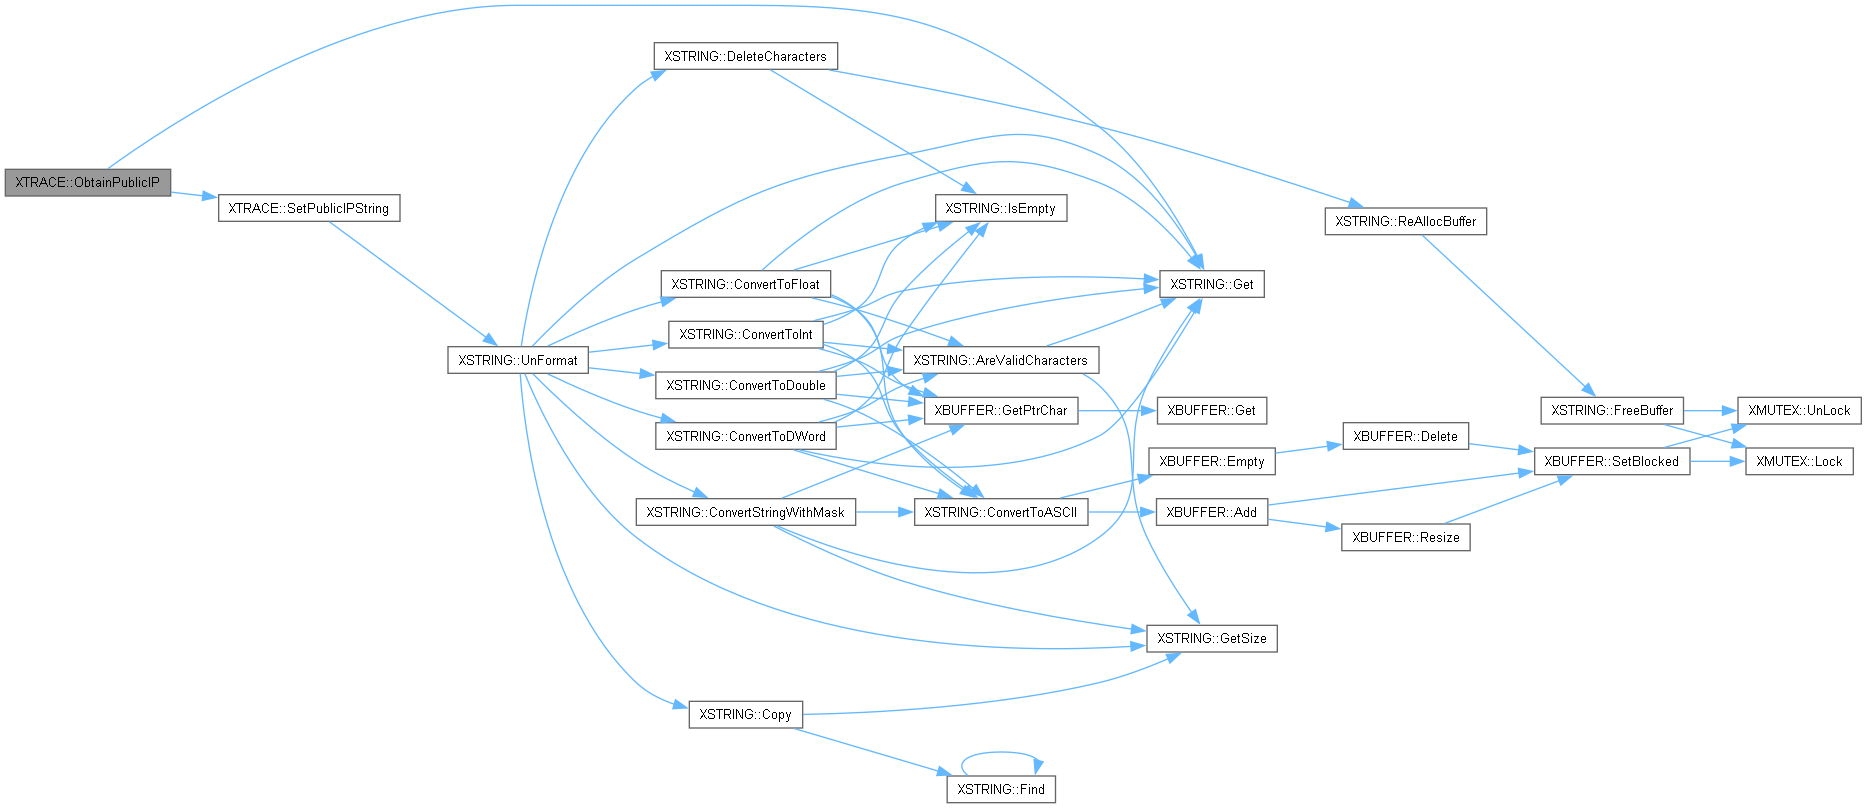 XTRACE::ObtainPublicIP
XTRACE::SetPublicIPString
XSTRING::UnFormat
XSTRING::DeleteCharacters
XSTRING::ConvertToFloat
XSTRING::ConvertToInt
XSTRING::ConvertToDouble
XSTRING::ConvertToDWord
XSTRING::ConvertStringWithMask
XSTRING::Copy
XSTRING::IsEmpty
XSTRING::AreValidCharacters
XBUFFER::GetPtrChar
XSTRING::ConvertToASCII
XSTRING::Find
XSTRING::Get
XBUFFER::Get
XBUFFER::Empty
XBUFFER::Add
XSTRING::GetSize
XSTRING::ReAllocBuffer
XBUFFER::Delete
XBUFFER::Resize
XSTRING::FreeBuffer
XBUFFER::SetBlocked
XMUTEX::UnLock
XMUTEX::Lock